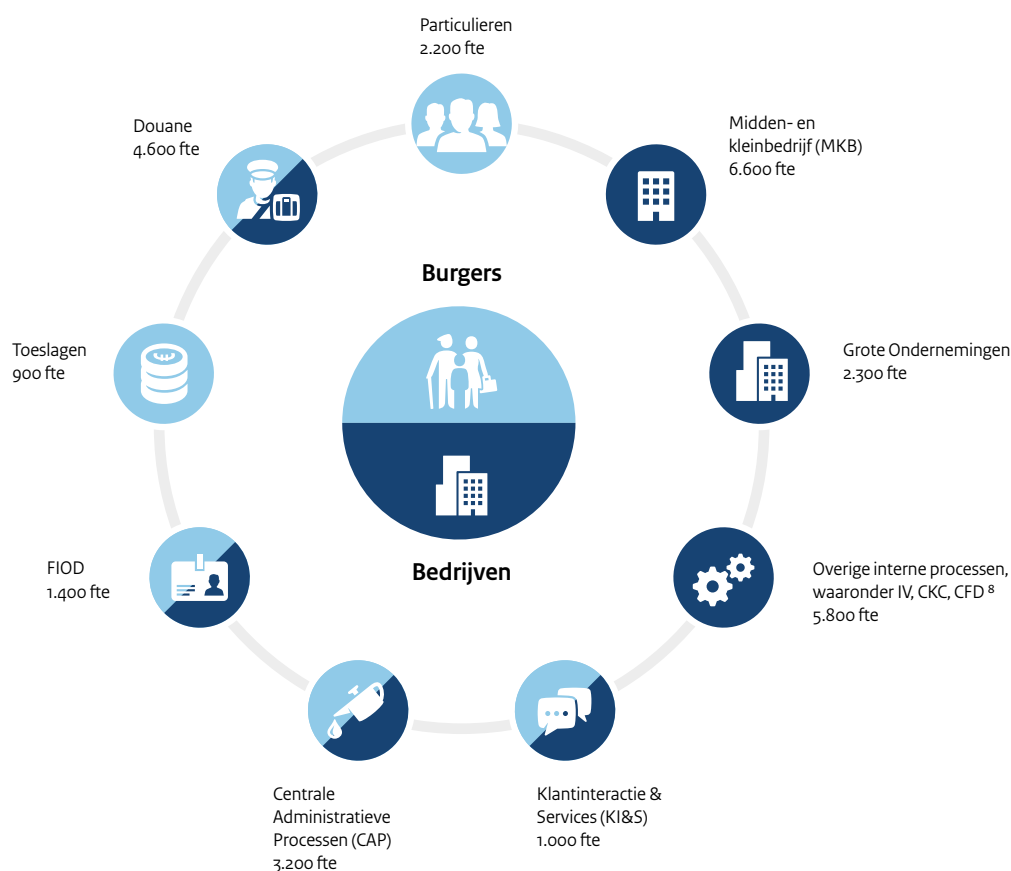 Particulieren
2.200 fte
Douane
4.600 fte
Midden- en
kleinbedrijf (MKB)
6.600 fte
Burgers
Toeslagen
900 fte
Grote Ondernemingen
2.300 fte
Bedrijven
FIOD
1.400 fte
Overige interne processen,
waaronder IV, CKC, CFD ⁸
5.800 fte
Centrale
Administratieve
Processen (CAP)
3.200 fte
Klantinteractie &
Services (KI&S)
1.000 fte